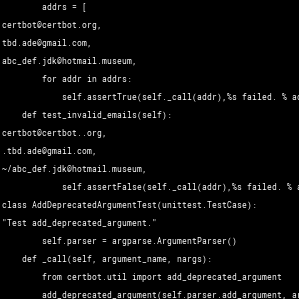 addrs = [
certbot@certbot.org,
tbd.ade@gmail.com,
abc_def.jdk@hotmail.museum,
for addr in addrs:
self.assertTrue(self._call(addr),%s failed. % a
def test_invalid_emails(self):
certbot@certbot..org,
.tbd.ade@gmail.com,
~/abc_def.jdk@hotmail.museum,
self.assertFalse(self._call(addr),%s failed. %
class AddDeprecatedArgumentTest(unittest.TestCase):
"Test add_deprecated_argument."
self.parser = argparse.ArgumentParser()
def _call(self, argument_name, nargs):
from certbot.util import add_deprecated_argument
add_deprecated_argument(self.parser.add_argument, ar